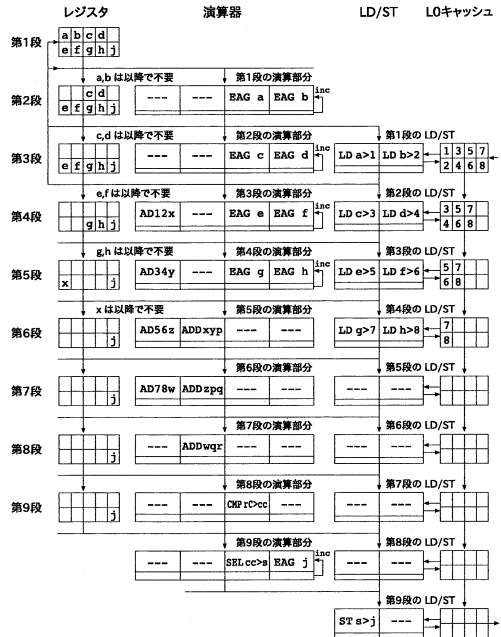 レジスタ 演算器 LD/ST L0キャッシュ
第1段
a b c d
e f g h j
a,b は以降で不要 第1段の演算部分
第2段
c d
e f g h j
--- --- EAG a EAG b inc
c,d は以降で不要 第2段の演算部分 第1段の LD/ST
第3段
e f g h j
--- --- EAG c EAG d inc
LD a>1 LD b>2
1 3 5 7
2 4 6 8
e,f は以降で不要 第3段の演算部分 第2段の LD/ST
第4段
g h j
AD12x --- EAG e EAG f inc
LD c>3 LD d>4
3 5 7
4 6 8
g,h は以降で不要 第4段の演算部分 第3段の LD/ST
第5段
x j
AD34y --- EAG g EAG h inc
LD e>5 LD f>6
5 7
6 8
x は以降で不要 第5段の演算部分 第4段の LD/ST
第6段
j
AD56z ADDxyp --- ---
LD g>7 LD h>8
7
8
第6段の演算部分 第5段の LD/ST
第7段
j
AD78w ADDzpq --- ---
--- ---
第7段の演算部分 第6段の LD/ST
第8段
j
--- ADDwqr --- ---
--- ---
第8段の演算部分 第7段の LD/ST
第9段
j
--- --- CMPrC>cc ---
--- ---
第9段の演算部分 第8段の LD/ST
--- --- SELcc>s EAG j inc
--- ---
第9段の LD/ST
ST s>j ---